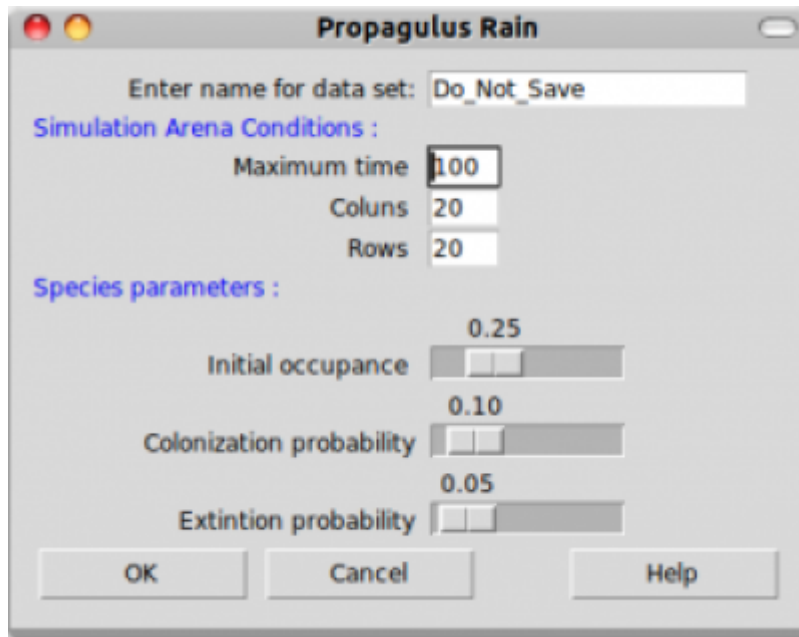 Propagulus Rain
Enter name for data set: Do_Not_Save
Simulation Arena Conditions :
Maximum time 100
Coluns 20
Rows 20
Species parameters :
0.25
Initial occupance
0.10
Colonization probability
0.05
Extintion probability
OK Cancel Help